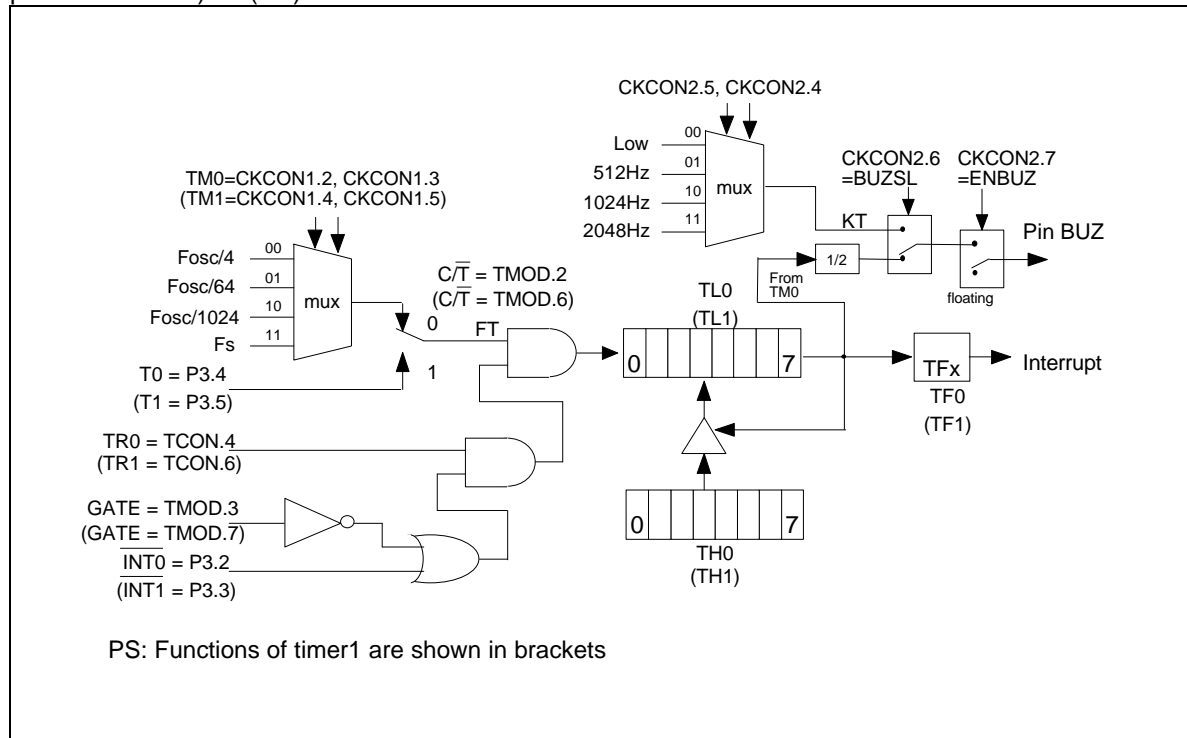 CKCON2.5, CKCON2.4
Low
512Hz
1024Hz
2048Hz
00
01
10
11
mux
CKCON2.6
=BUZSL
CKCON2.7
=ENBUZ
KT
Pin BUZ
1/2
From
TM0
floating
TM0=CKCON1.2, CKCON1.3
(TM1=CKCON1.4, CKCON1.5)
Fosc/4
Fosc/64
Fosc/1024
Fs
00
01
10
11
mux
C/T̅ = TMOD.2
(C/T̅ = TMOD.6)
0
FT
1
T0 = P3.4
(T1 = P3.5)
TL0
(TL1)
0
7
TFx
Interrupt
TF0
(TF1)
TR0 = TCON.4
(TR1 = TCON.6)
GATE = TMOD.3
(GATE = TMOD.7)
I̅N̅T̅0̅ = P3.2
(I̅N̅T̅1̅ = P3.3)
0
7
TH0
(TH1)
PS: Functions of timer1 are shown in brackets